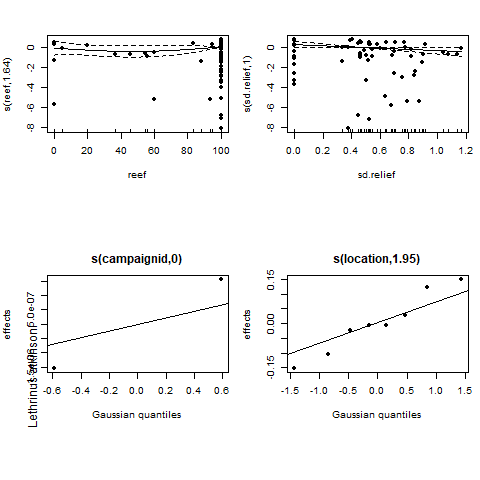 s(reef,1.64)
0
-2
-4
-6
-8
0 20 40 60 80 100
reef
s(sd.relief,1)
0
-2
-4
-6
-8
0.0 0.2 0.4 0.6 0.8 1.0 1.2
sd.relief
s(campaignid,0)
effects
-0.6 -0.4 -0.2 0.0 0.2 0.4 0.6
Gaussian quantiles
Lethrinus atkinsoni
s(location,1.95)
effects
0.15
0.00
-0.15
-1.5 -1.0 -0.5 0.0 0.5 1.0 1.5
Gaussian quantiles